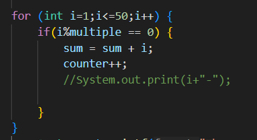 for (int i=1;i<=50;i++) {
if(i%multiple == 0) {
sum = sum + i;
counter++;
//System.out.print(i+"-");
}
}